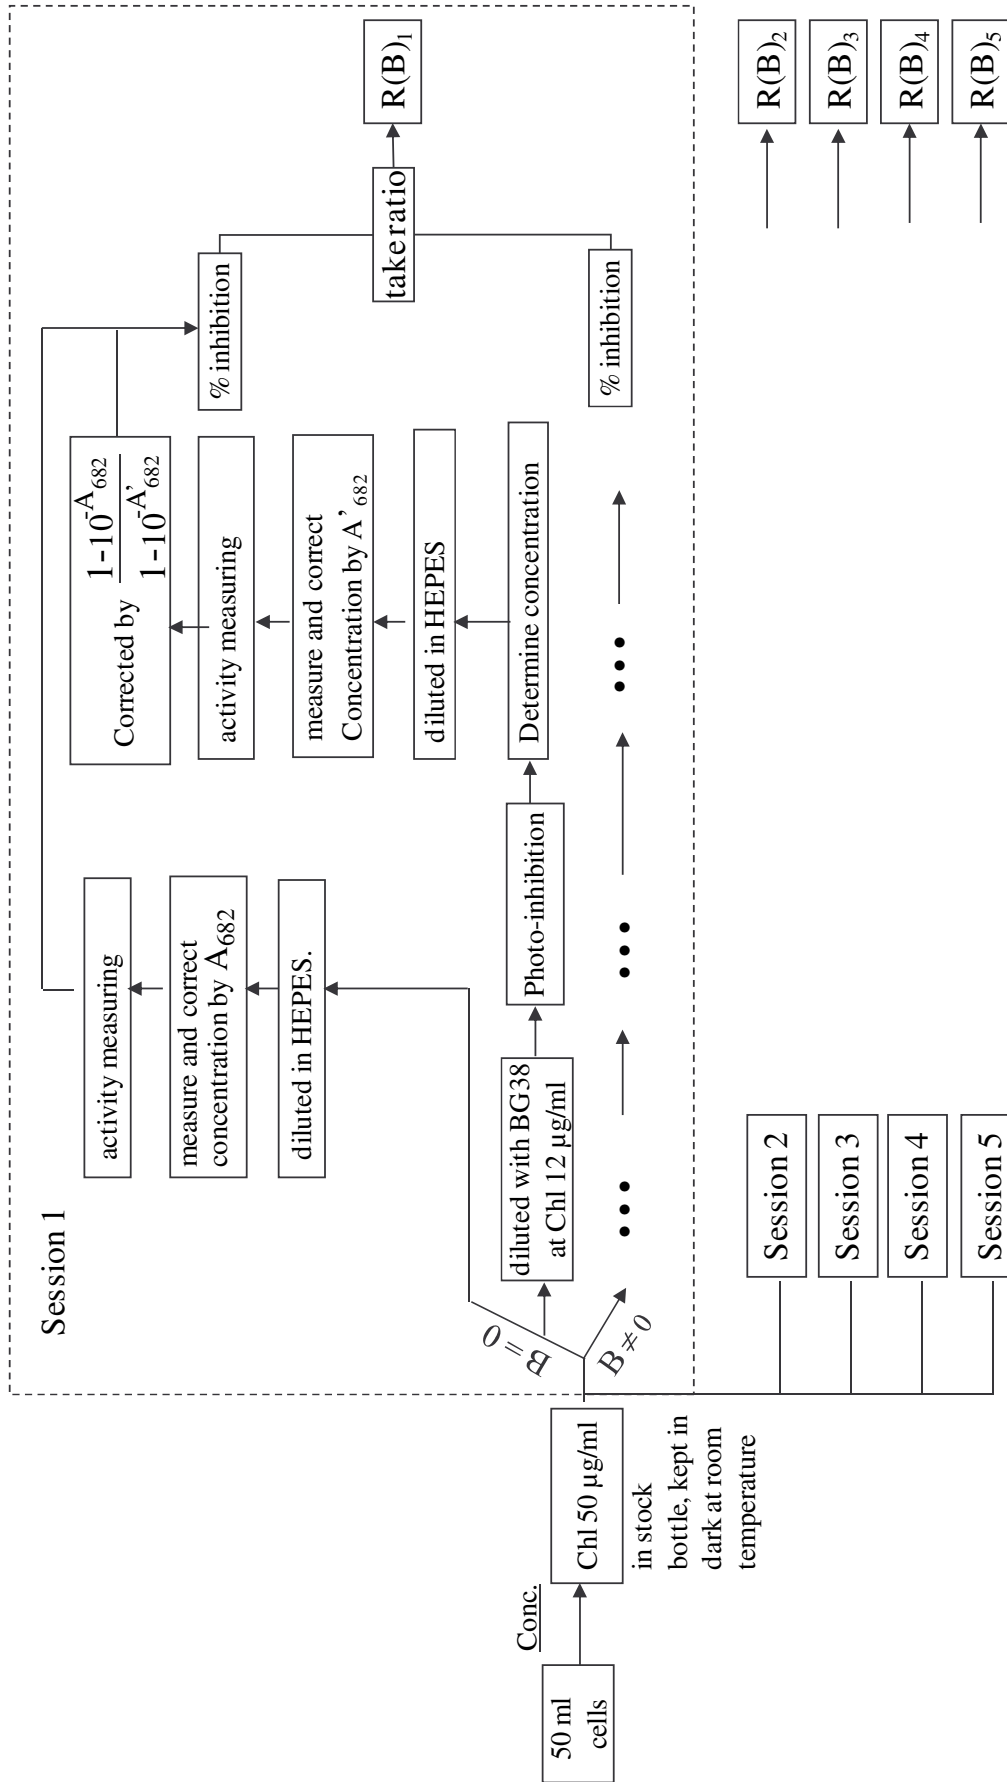 50 ml
cells
Conc.
Chl 50 µg/ml
in stock
bottle, kept in
dark at room
temperature
Session 1
B = 0
B ≠ 0
diluted in HEPES.
measure and correct
concentration by A682
activity measuring
diluted with BG38
at Chl 12 µg/ml
Photo-inhibition
Determine concentration
diluted in HEPES
measure and correct
Concentration by A’682
activity measuring
Corrected by 1-10^-A682
1-10^-A’682
% inhibition
% inhibition
take ratio
R(B)1
Session 2
Session 3
Session 4
Session 5
R(B)2
R(B)3
R(B)4
R(B)5